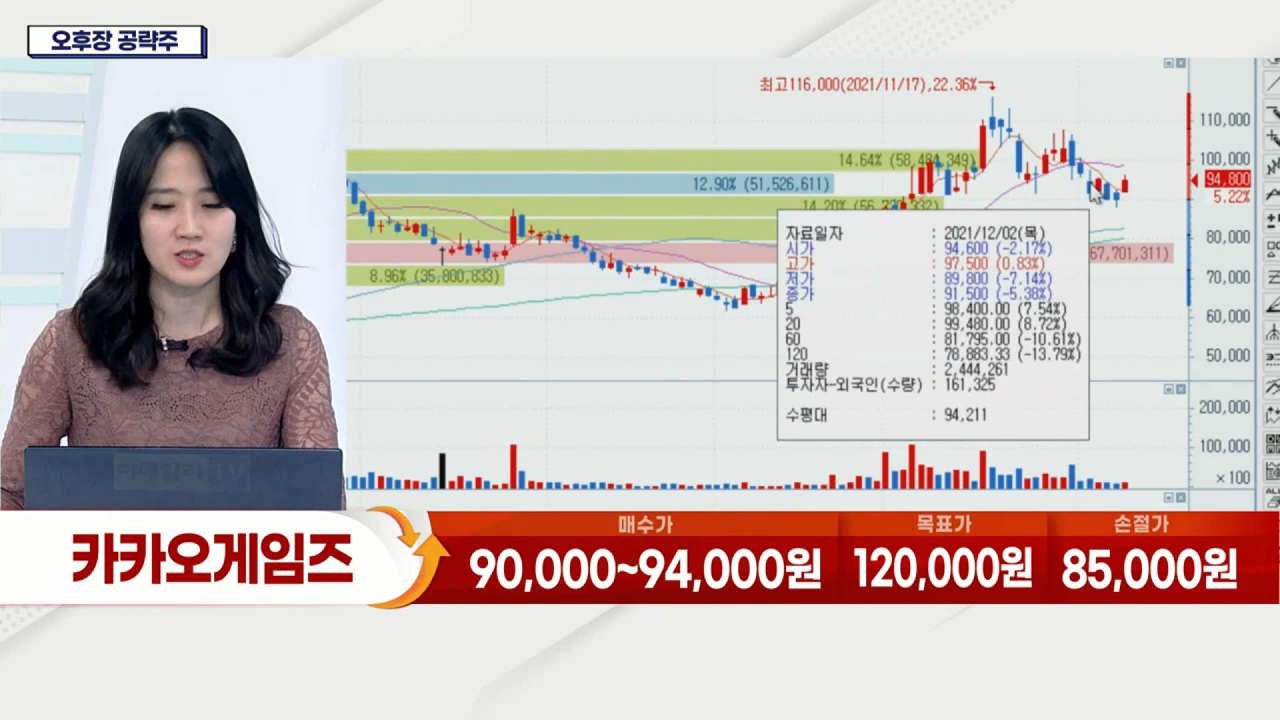 오후장 공략주
최고116,000(2021/11/17),22.36%→
110,000
14.64% (58,484,349)
100,000
12.90% (51,526,611)
94,800
5.22%
80,000
67,701,311)
8.96% (35,800,833)
70,000
60,000
50,000
자료일자 : 2021/12/02(목)
시가 : 94,600 (-2.17%)
고가 : 97,500 (0.83%)
저가 : 89,800 (-7.14%)
종가 : 91,500 (-5.38%)
5 : 98,400.00 (7.54%)
20 : 99,480.00 (8.72%)
60 : 81,795.00 (-10.61%)
120 : 78,883.33 (-13.79%)
거래량 : 2,444,261
투자자-외국인(수량) : 161,325
수평대 : 94,211
200,000
100,000
×100
카카오게임즈
매수가 목표가 손절가
90,000~94,000원 120,000원 85,000원